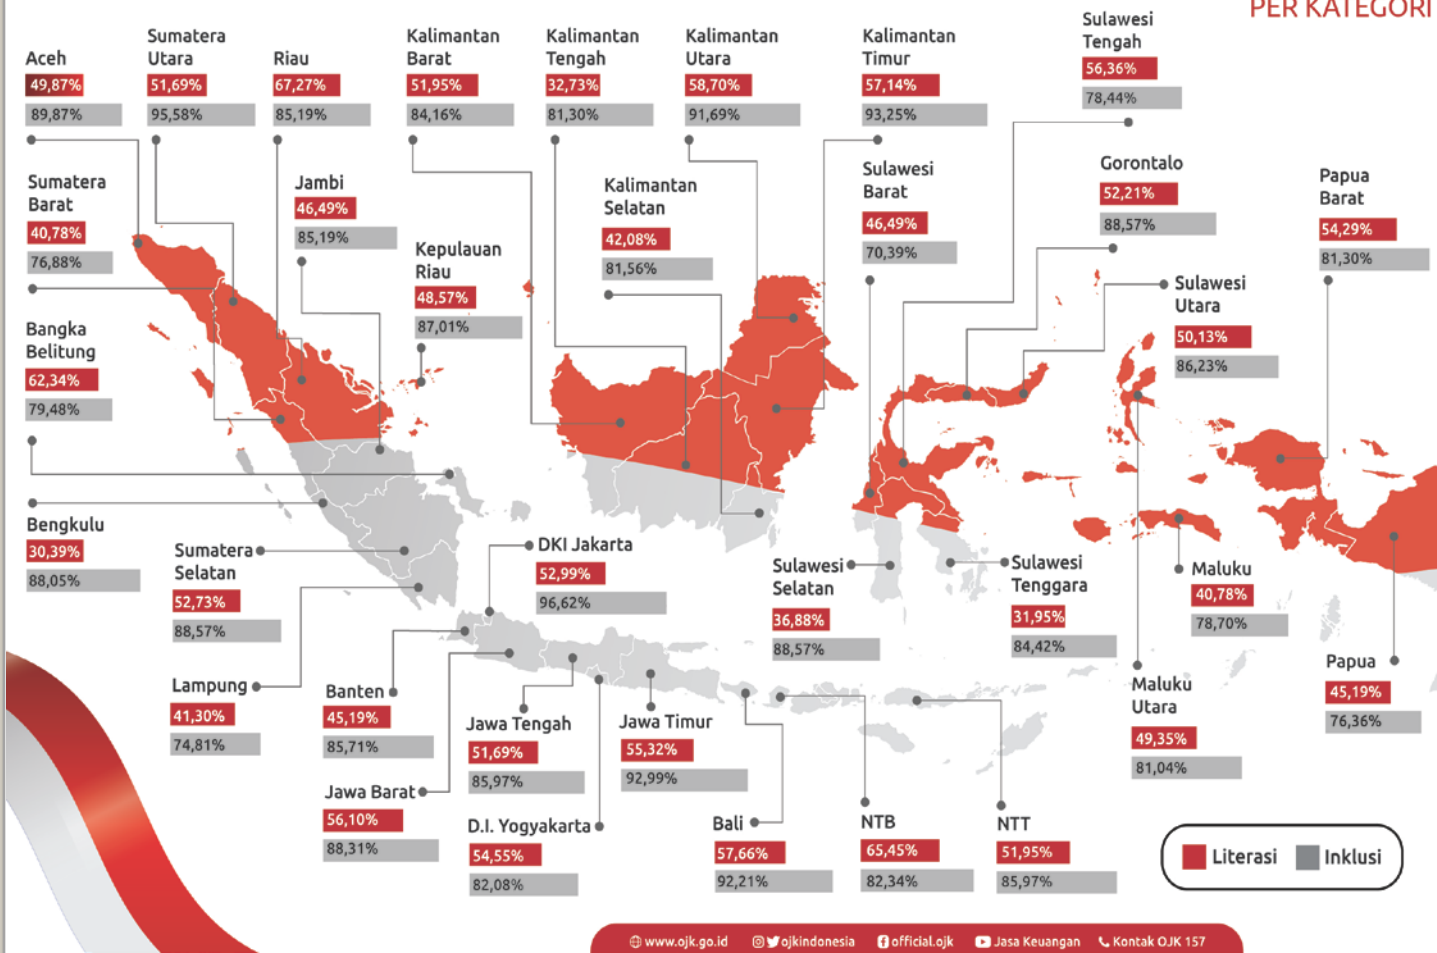 PER KATEGORI
Aceh
49,87%
89,87%
Sumatera
Utara
51,69%
95,58%
Riau
67,27%
85,19%
Kalimantan
Barat
51,95%
84,16%
Kalimantan
Tengah
32,73%
81,30%
Kalimantan
Utara
58,70%
91,69%
Kalimantan
Timur
57,14%
93,25%
Sulawesi
Tengah
56,36%
78,44%
Sumatera
Barat
40,78%
76,88%
Jambi
46,49%
85,19%
Kepulauan
Riau
48,57%
87,01%
Kalimantan
Selatan
42,08%
81,56%
Sulawesi
Barat
46,49%
70,39%
Gorontalo
52,21%
88,57%
Papua
Barat
54,29%
81,30%
Sulawesi
Utara
50,13%
86,23%
Bangka
Belitung
62,34%
79,48%
Bengkulu
30,39%
88,05%
Sumatera
Selatan
52,73%
88,57%
DKI Jakarta
52,99%
96,62%
Sulawesi
Selatan
36,88%
88,57%
Sulawesi
Tenggara
31,95%
84,42%
Maluku
40,78%
78,70%
Papua
45,19%
76,36%
Lampung
41,30%
74,81%
Banten
45,19%
85,71%
Jawa Tengah
51,69%
85,97%
Jawa Timur
55,32%
92,99%
Maluku
Utara
49,35%
81,04%
Jawa Barat
56,10%
88,31%
D.I. Yogyakarta
54,55%
82,08%
Bali
57,66%
92,21%
NTB
65,45%
82,34%
NTT
51,95%
85,97%
Literasi
Inklusi
www.ojk.go.id
ojkindonesia
official.ojk
Jasa Keuangan
Kontak OJK 157